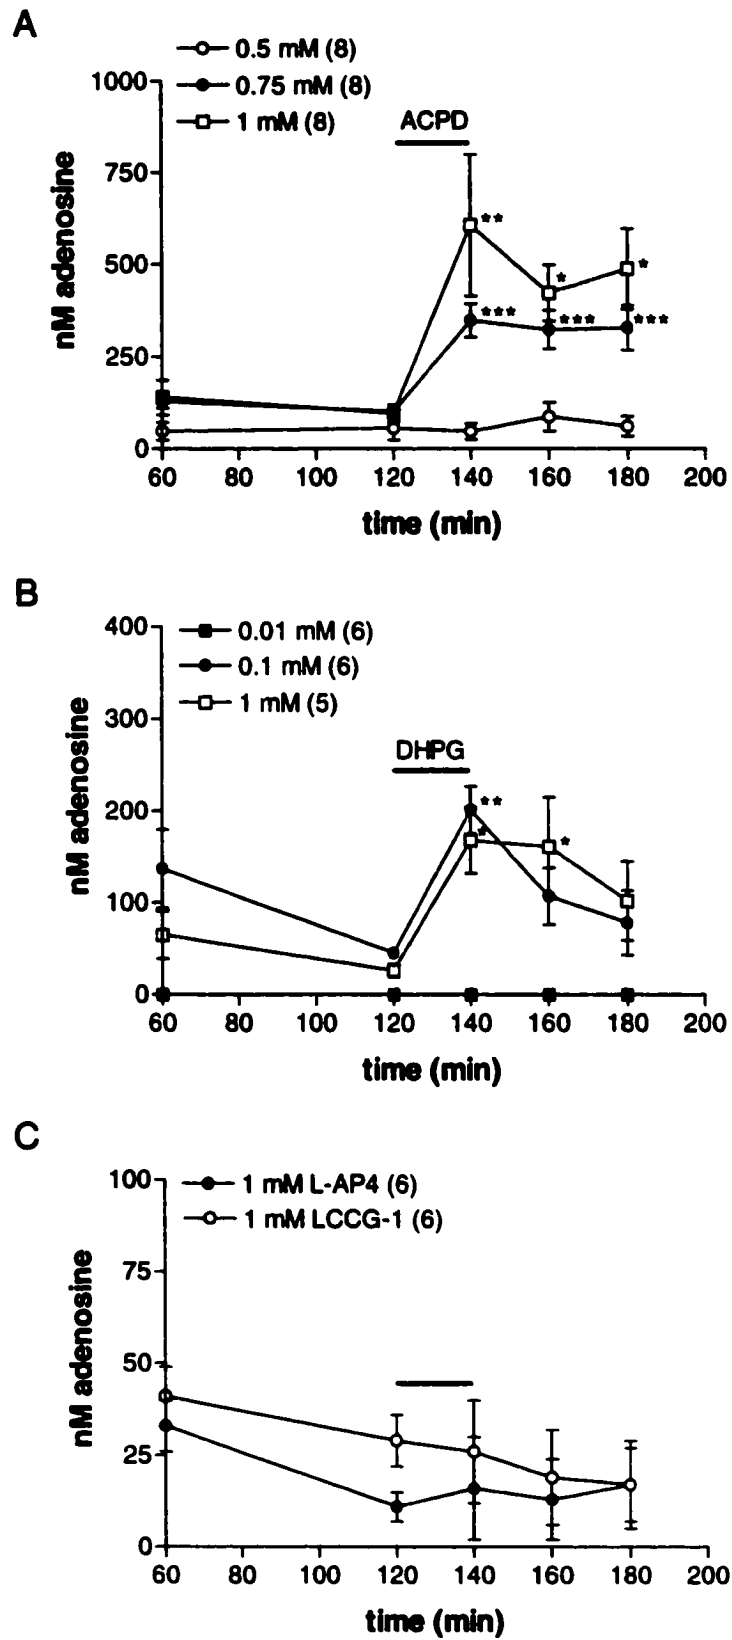 A
0.5 mM (8)
0.75 mM (8)
1 mM (8)
ACPD
1000
750
500
250
0
nM adenosine
**
*
*
***
***
***
60 80 100 120 140 160 180 200
time (min)
B
0.01 mM (6)
0.1 mM (6)
1 mM (5)
DHPG
400
300
200
100
0
nM adenosine
**
*
*
60 80 100 120 140 160 180 200
time (min)
C
1 mM L-AP4 (6)
1 mM LCCG-1 (6)
100
75
50
25
0
nM adenosine
60 80 100 120 140 160 180 200
time (min)